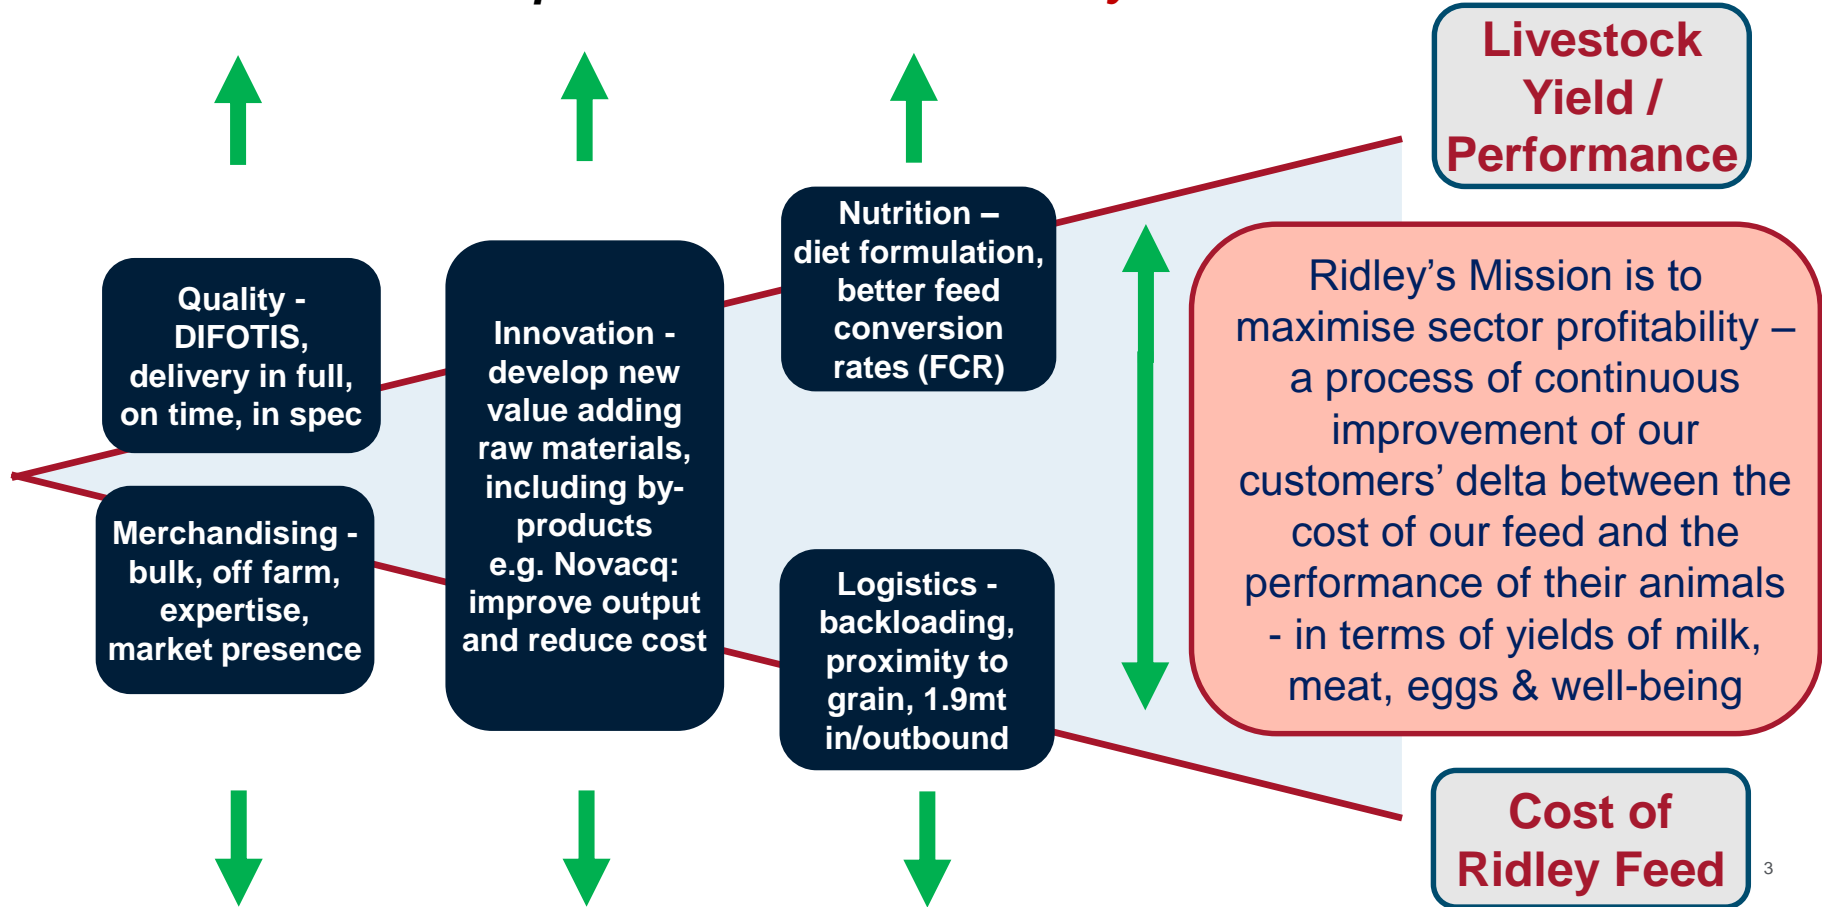 Livestock
Yield /
Performance
Nutrition –
diet formulation,
better feed
conversion
rates (FCR)
Quality -
DIFOTIS,
delivery in full,
on time, in spec
Innovation -
develop new
value adding
raw materials,
including by-
products
e.g. Novacq:
improve output
and reduce cost
Merchandising -
bulk, off farm,
expertise,
market presence
Logistics -
backloading,
proximity to
grain, 1.9mt
in/outbound
Ridley’s Mission is to
maximise sector profitability –
a process of continuous
improvement of our
customers’ delta between the
cost of our feed and the
performance of their animals
- in terms of yields of milk,
meat, eggs & well-being
Cost of
Ridley Feed
3